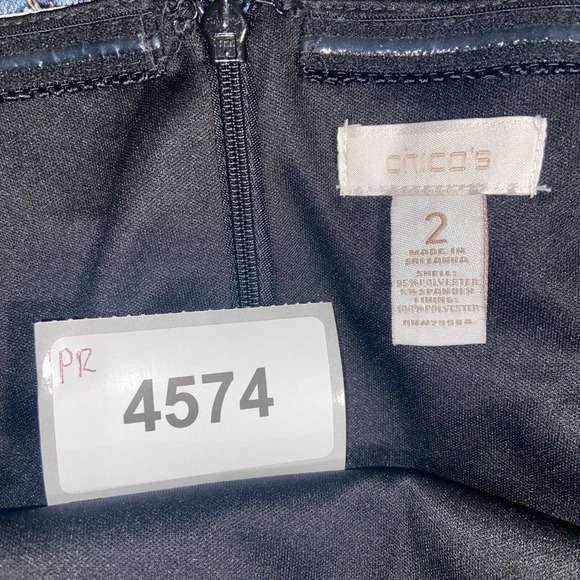 chico's
2
MADE IN
SRI LANKA
SHELL:
95% POLYESTER
5% SPANDEX
LINING:
100% POLYESTER
PR
4574